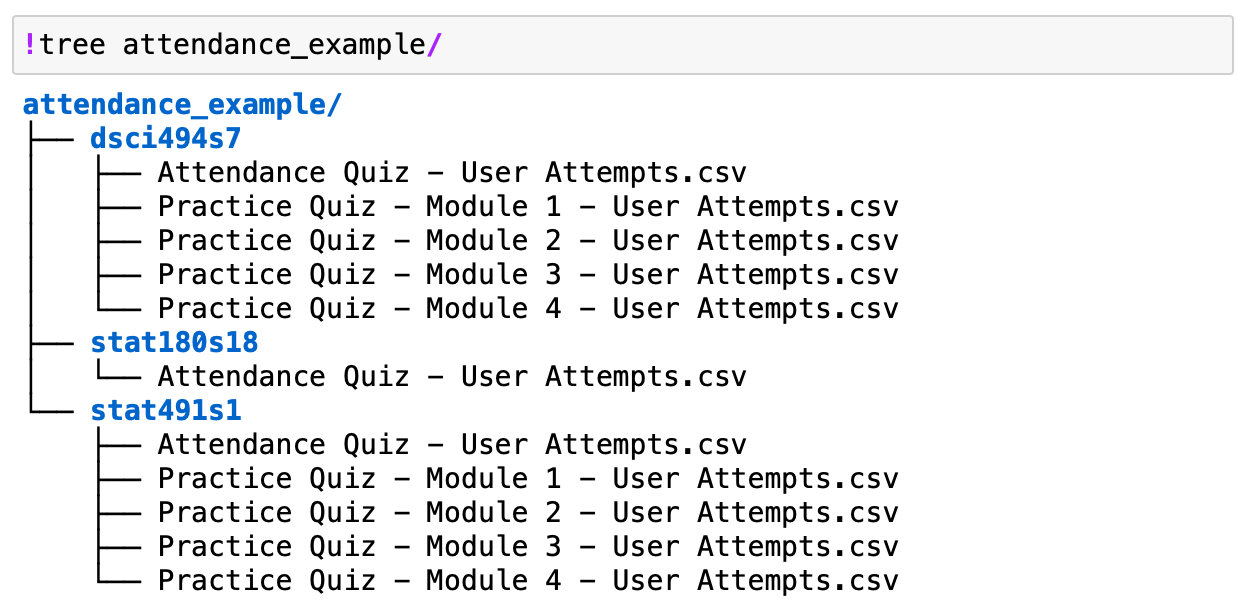 !tree attendance_example/
attendance_example/
├── dsci494s7
│   ├── Attendance Quiz - User Attempts.csv
│   ├── Practice Quiz - Module 1 - User Attempts.csv
│   ├── Practice Quiz - Module 2 - User Attempts.csv
│   ├── Practice Quiz - Module 3 - User Attempts.csv
│   └── Practice Quiz - Module 4 - User Attempts.csv
├── stat180s18
│   └── Attendance Quiz - User Attempts.csv
└── stat491s1
    ├── Attendance Quiz - User Attempts.csv
    ├── Practice Quiz - Module 1 - User Attempts.csv
    ├── Practice Quiz - Module 2 - User Attempts.csv
    ├── Practice Quiz - Module 3 - User Attempts.csv
    └── Practice Quiz - Module 4 - User Attempts.csv